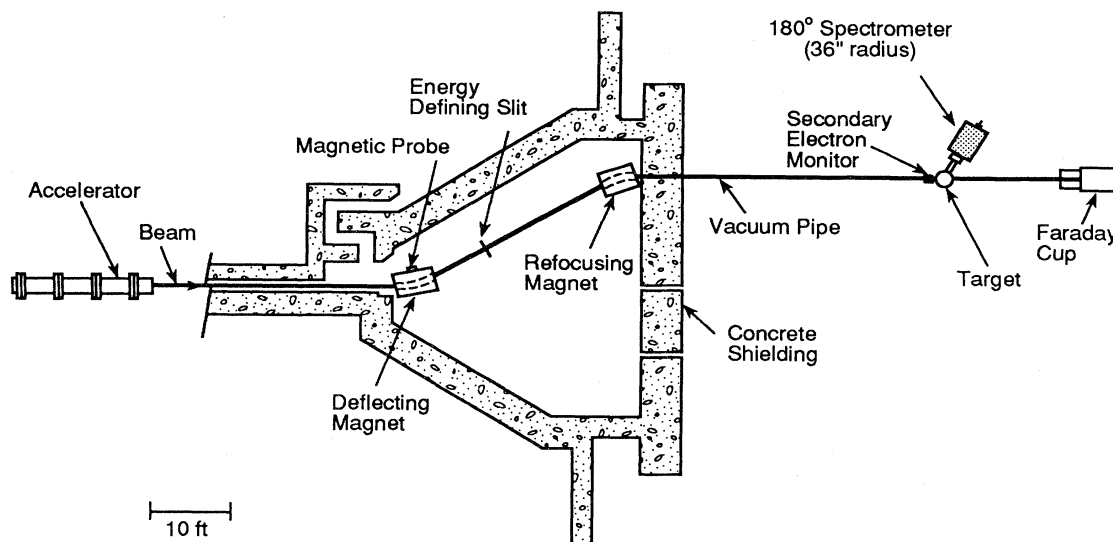 180° Spectrometer
(36" radius)
Energy
Defining Slit
Magnetic Probe
Secondary
Electron
Monitor
Accelerator
Beam
Vacuum Pipe
Refocusing
Magnet
Faraday
Cup
Target
Concrete
Shielding
Deflecting
Magnet
10 ft